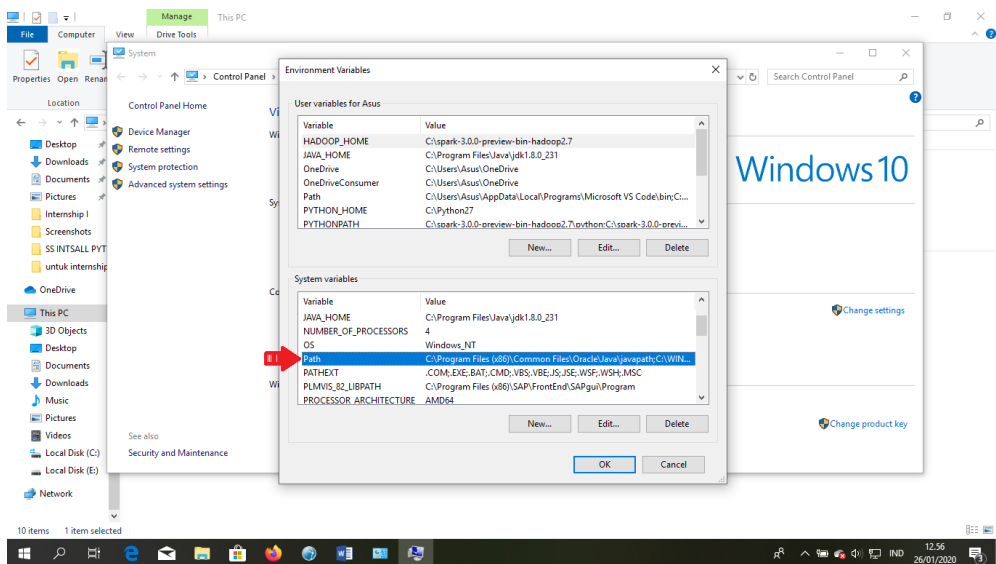 Manage This PC
File Computer View Drive Tools
System
Properties Open Renan
Control Panel
Search Control Panel
Location
Environment Variables
Control Panel Home
Vi
Wi
User variables for Asus
Variable Value
HADOOP_HOME C:\spark-3.0.0-preview-bin-hadoop2.7
JAVA_HOME C:\Program Files\Java\jdk1.8.0_231
OneDrive C:\Users\Asus\OneDrive
OneDriveConsumer C:\Users\Asus\OneDrive
Path C:\Users\Asus\AppData\Local\Programs\Microsoft VS Code\bin;C:...
PYTHON_HOME C:\Python27
PYTHONPATH C:\spark-3.0.0-preview-bin-hadoop2.7\python;C:\spark-3.0.0-previ...
New... Edit... Delete
Device Manager
Remote settings
System protection
Advanced system settings
Sy
Windows 10
Desktop
Downloads
Documents
Pictures
Internship I
Screenshots
SS INTSALL PYT
untuk internship
OneDrive
This PC
3D Objects
Desktop
Documents
Downloads
Music
Pictures
Videos
Local Disk (C:)
Local Disk (E:)
Network
System variables
Variable Value
JAVA_HOME C:\Program Files\Java\jdk1.8.0_231
NUMBER_OF_PROCESSORS 4
OS Windows_NT
Path C:\Program Files (x86)\Common Files\Oracle\Java\javapath;C:\WIN...
PATHEXT .COM;.EXE;.BAT;.CMD;.VBS;.VBE;.JS;.JSE;.WSF;.WSH;.MSC
PLMVIS_82_LIBPATH C:\Program Files (x86)\SAP\FrontEnd\SAPgui\Program
PROCESSOR_ARCHITECTURE AMD64
New... Edit... Delete
OK Cancel
Co
Wi
Change settings
Change product key
See also
Security and Maintenance
10 items 1 item selected
IND
12.56
26/01/2020